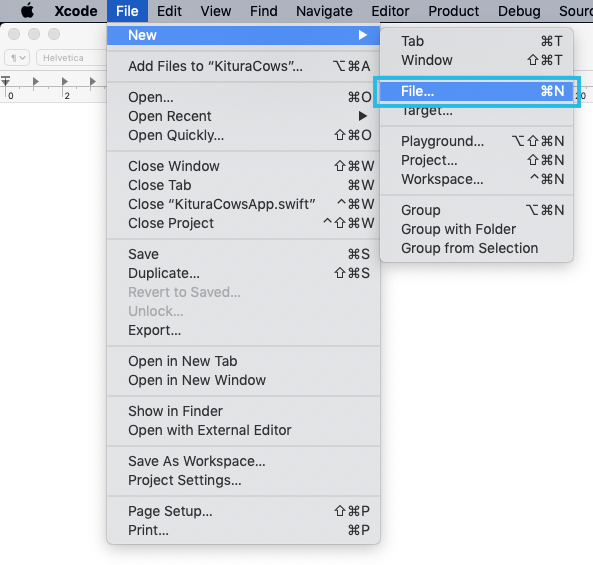 Xcode File Edit View Find Navigate Editor Product Debug Sourc
¶ Helvetica
0 2 20
New
Add Files to “KituraCows”... ⌥⌘A
Open... ⌘O
Open Recent
Open Quickly... ⇧⌘O
Close Window ⇧⌘W
Close Tab ⌘W
Close “KituraCowsApp.swift” ^⌘W
Close Project ^⇧⌘W
Save ⌘S
Duplicate... ⇧⌘S
Revert to Saved...
Unlock...
Export...
Open in New Tab
Open in New Window
Show in Finder
Open with External Editor
Save As Workspace...
Project Settings...
Page Setup... ⇧⌘P
Print... ⌘P
Tab ⌘T
Window ⇧⌘T
File... ⌘N
Target...
Playground... ⌥⇧⌘N
Project... ⇧⌘N
Workspace... ^⌘N
Group ⌥⌘N
Group with Folder
Group from Selection